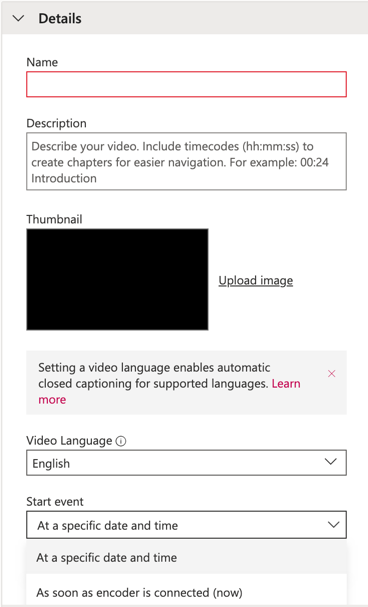 Details
Name
Description
Describe your video. Include timecodes (hh:mm:ss) to
create chapters for easier navigation. For example: 00:24
Introduction
Thumbnail
Upload image
Setting a video language enables automatic
closed captioning for supported languages. Learn
more
Video Language
English
Start event
At a specific date and time
At a specific date and time
As soon as encoder is connected (now)